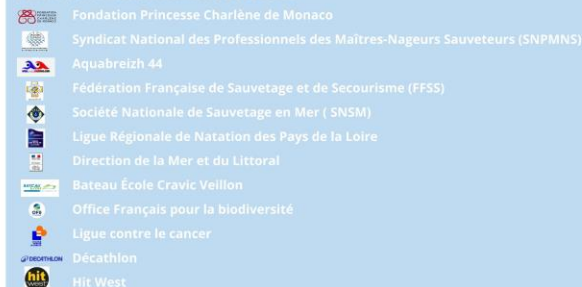 Fondation Princesse Charlène de Monaco
Syndicat National des Professionnels des Maîtres-Nageurs Sauveteurs (SNPMNS)
Aquabreizh 44
Fédération Française de Sauvetage et de Secourisme (FFSS)
Société Nationale de Sauvetage en Mer ( SNSM)
Ligue Régionale de Natation des Pays de la Loire
Direction de la Mer et du Littoral
Bateau École Cravic Veillon
Office Français pour la biodiversité
Ligue contre le cancer
DECATHLON Décathlon
hit west Hit West